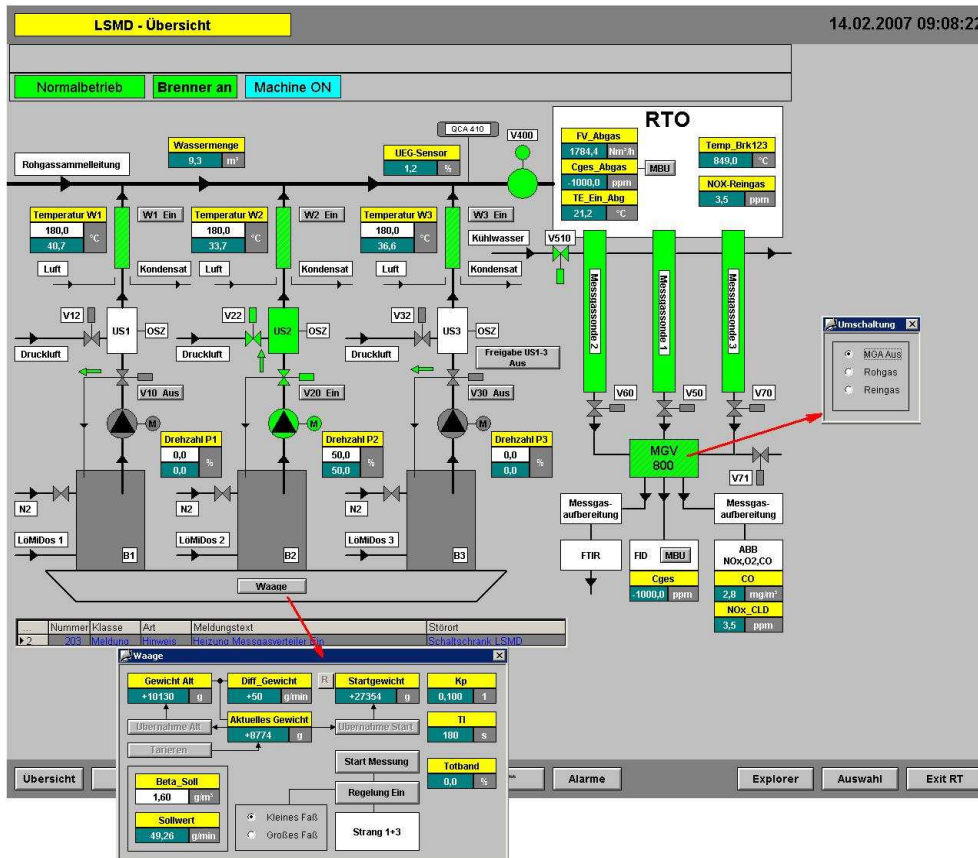 LSMD - Übersicht
14.02.2007 09:08:22
Normalbetrieb
Brenner an
Machine ON
RTO
QCA 410
V400
FV_Abgas
1784,4 Nm³/h
Cges_Abgas
-1000,0 ppm
MBU
TE_Ein_Abg
21,2 °C
Temp_Brk123
849,0 °C
NOX-Reingas
3,5 ppm
Rohgassammelleitung
Wassermenge
9,3 m³
UEG-Sensor
1,2 %
Temperatur W1
180,0
40,7
°C
W1 Ein
Temperatur W2
180,0
33,7
°C
W2 Ein
Temperatur W3
180,0
36,6
°C
W3 Ein
Kühlwasser
V510
Luft
Kondensat
Luft
Kondensat
Luft
Kondensat
Messgassonde 2
Messgassonde 1
Messgassonde 3
V12
US1
OSZ
V22
US2
OSZ
V32
US3
OSZ
Druckluft
Druckluft
Druckluft
Freigabe US1-3
Aus
V10 Aus
V20 Ein
V30 Aus
M
M
M
Drehzahl P1
0,0
0,0
%
Drehzahl P2
50,0
50,0
%
Drehzahl P3
0,0
0,0
%
N2
N2
N2
LöMiDos 1
LöMiDos 2
LöMiDos 3
B1
B2
B3
Waage
V60
V50
V70
MGV
800
V71
Messgas-
aufbereitung
Messgas-
aufbereitung
FTIR
FID
MBU
Cges
-1000,0 ppm
ABB
NOx,O2,CO
CO
2,8 mg/m³
NOx_CLD
3,5 ppm
Umschaltung
MGA Aus
Rohgas
Reingas
... Nummer Klasse Art Meldungstext Störort
2 203 Meldung Hinweis Heizung Messgasverteiler Ein Schaltschrank LSMD
Waage
Gewicht Alt
+10130 g
Diff_Gewicht
+50 g/min
R
Startgewicht
+27354 g
Kp
0,100 1
Übernahme Alt
Aktuelles Gewicht
+8774 g
Übernahme Start
TI
180 s
Tarieren
Start Messung
Totband
0,0 %
Beta_Soll
1,60 g/m³
Regelung Ein
Sollwert
49,26 g/min
Kleines Faß
Großes Faß
Strang 1+3
Übersicht
Alarme
Explorer
Auswahl
Exit RT